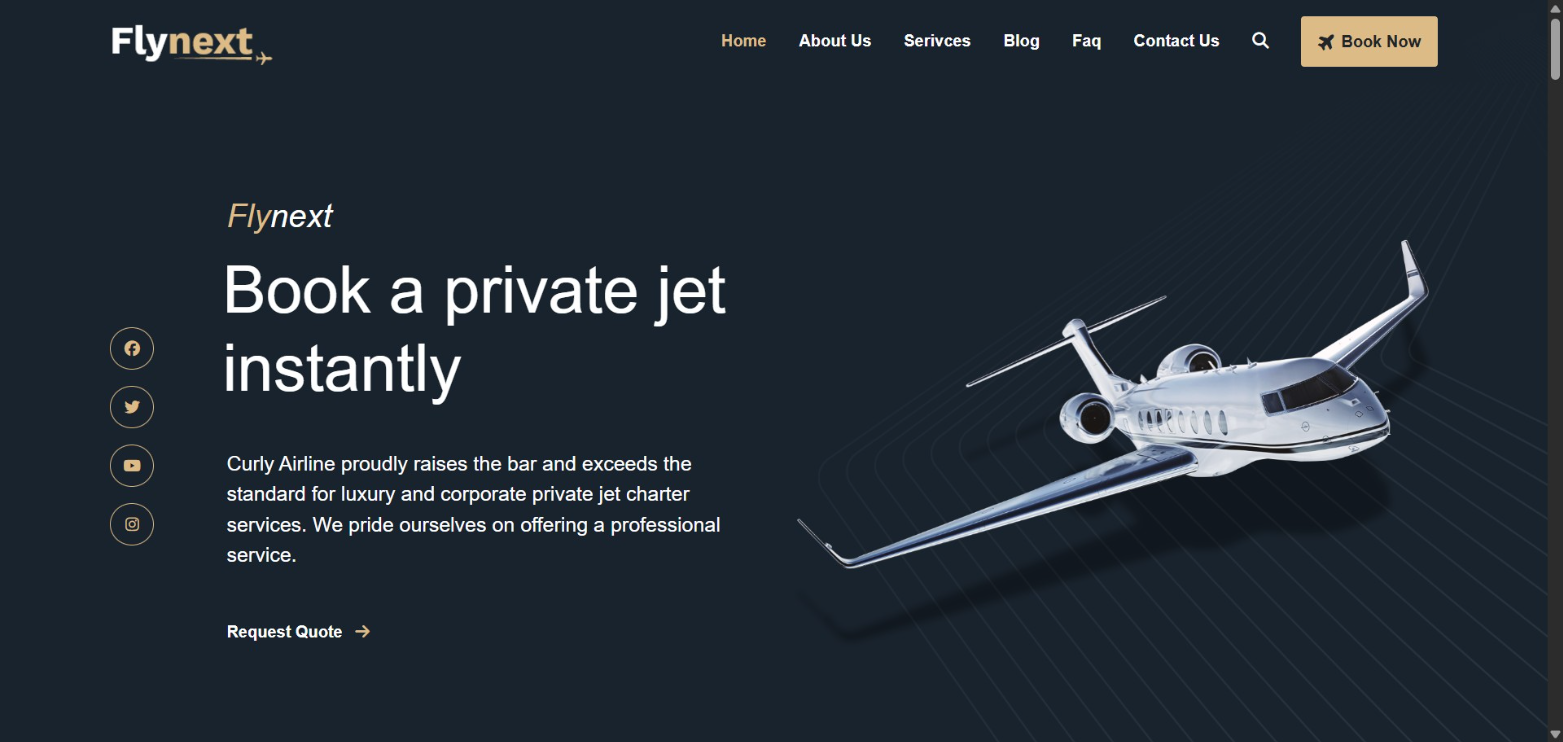 Flynext
Home
About Us
Serivces
Blog
Faq
Contact Us
Book Now
Flynext
Book a private jet
instantly
Curly Airline proudly raises the bar and exceeds the
standard for luxury and corporate private jet charter
services. We pride ourselves on offering a professional
service.
Request Quote